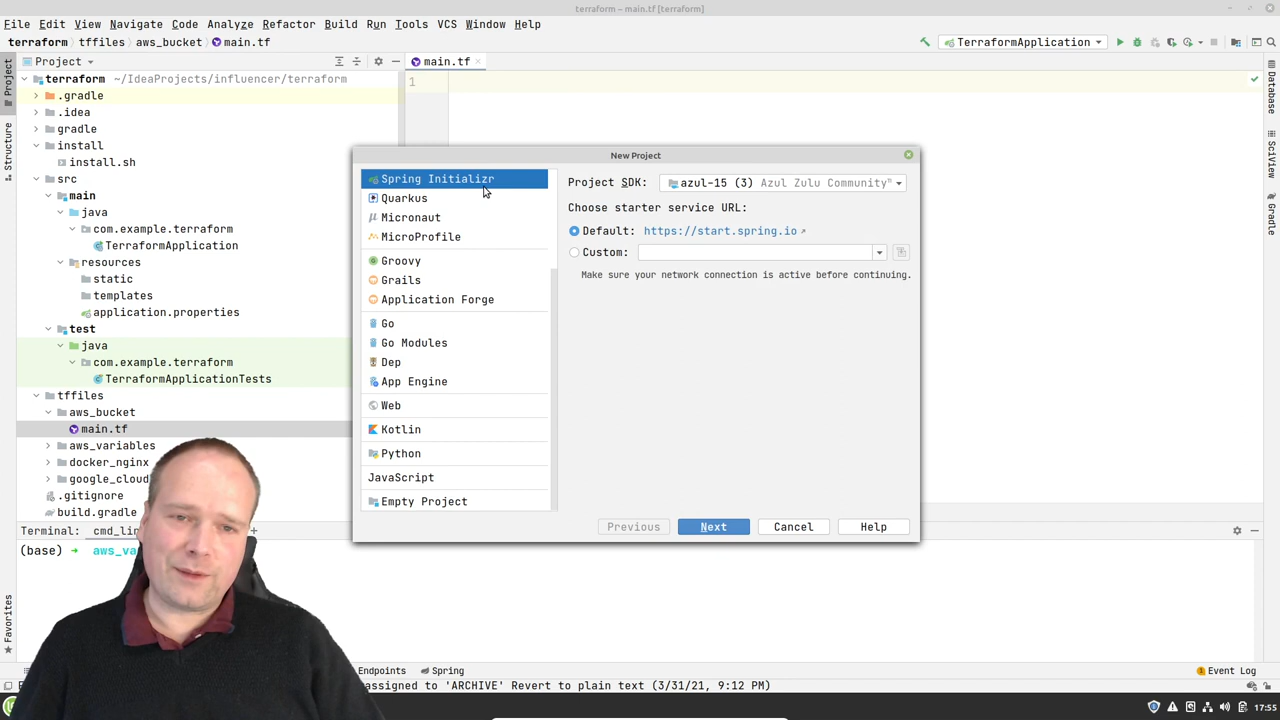 terraform – main.tf [terraform]
File Edit View Navigate Code Analyze Refactor Build Run Tools VCS Window Help
terraform tffiles aws_bucket main.tf TerraformApplication
Project main.tf
Project
Structure
Favorites
Database
SciView
Hierarchy
1
terraform ~/IdeaProjects/influencer/terraform
.gradle
.idea
gradle
install
install.sh
src
main
java
com.example.terraform
TerraformApplication
resources
static
templates
application.properties
test
java
com.example.terraform
TerraformApplicationTests
tffiles
aws_bucket
main.tf
aws_variables
docker_nginx
google_cloud
.gitignore
build.gradle
New Project
Spring Initializr
Quarkus
Micronaut
MicroProfile
Groovy
Grails
Application Forge
Go
Go Modules
Dep
App Engine
Web
Kotlin
Python
JavaScript
Empty Project
Project SDK: azul-15 (3) Azul Zulu Community"
Choose starter service URL:
Default: https://start.spring.io
Custom:
Make sure your network connection is active before continuing.
Previous Next Cancel Help
Gradle
Terminal: cmd_li
(base) → aws_va
Endpoints Spring Event Log
assigned to 'ARCHIVE' Revert to plain text (3/31/21, 9:12 PM)
17:55